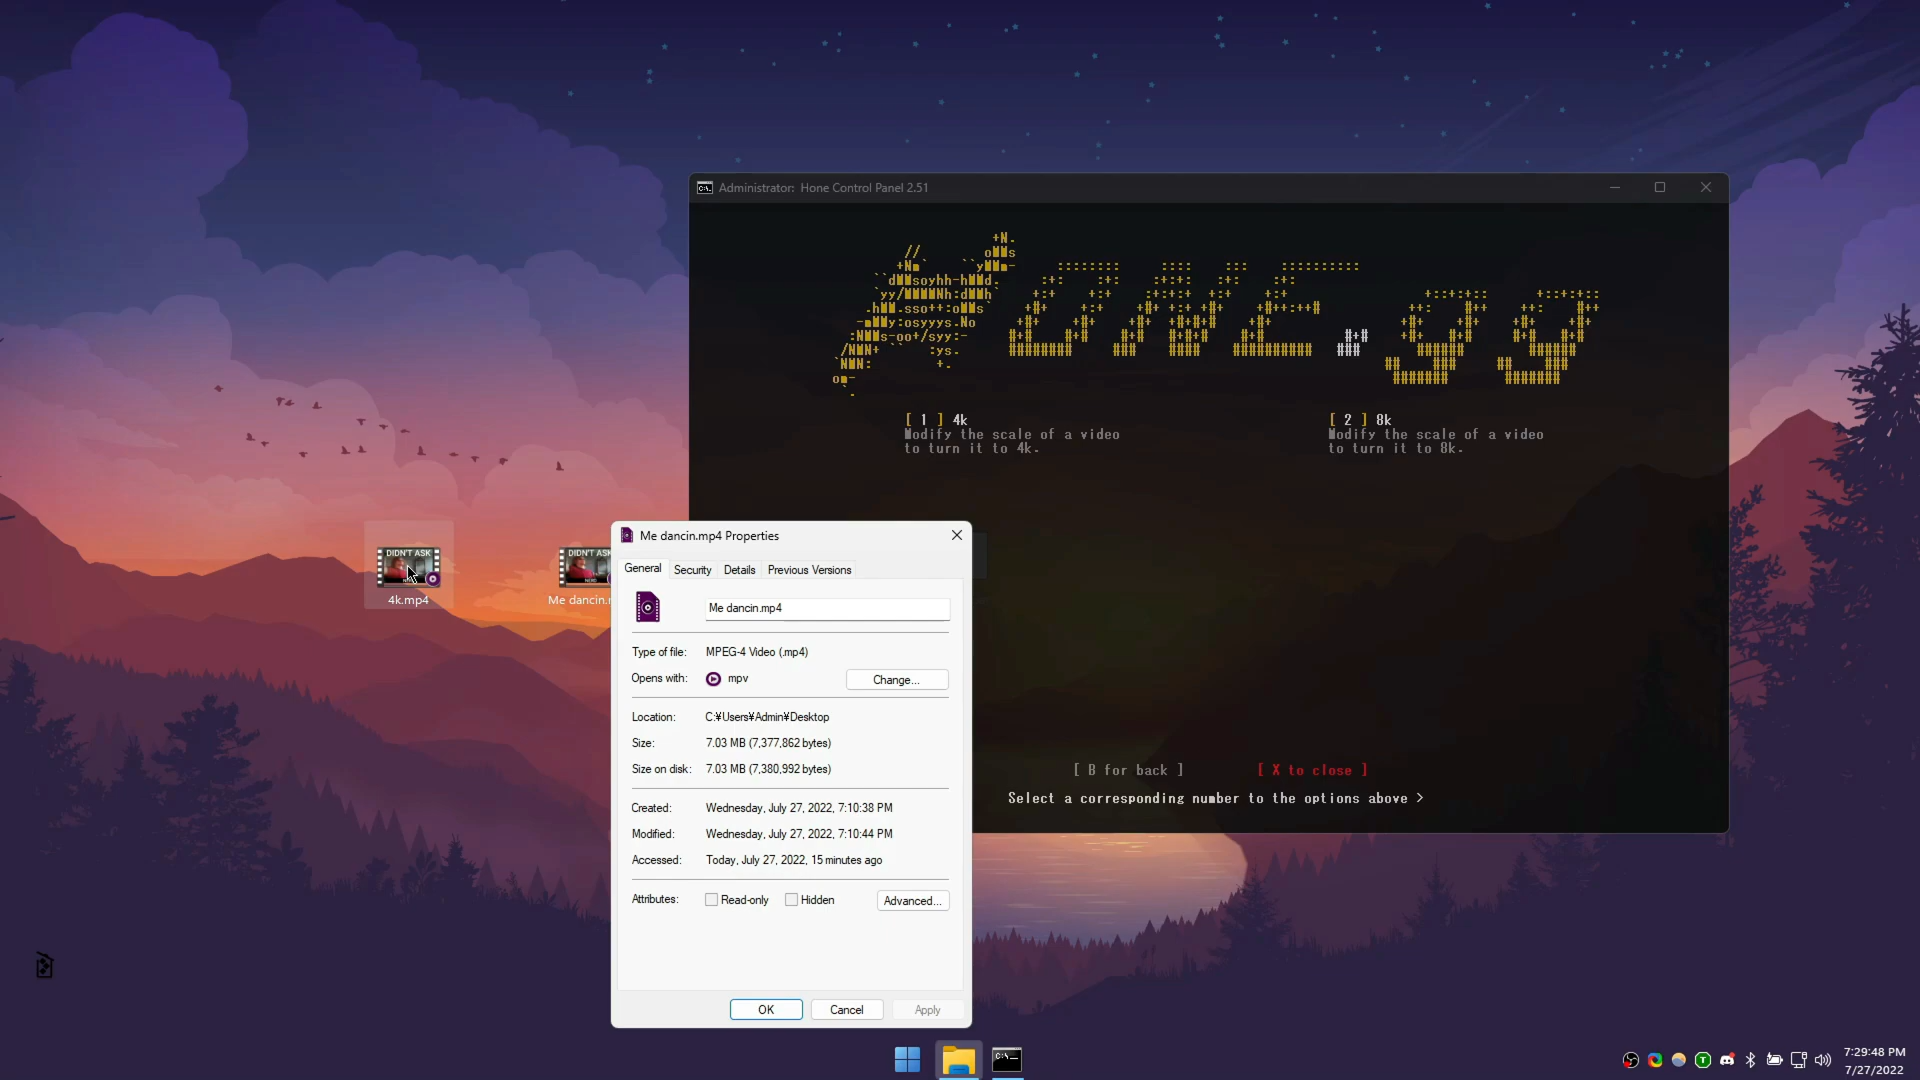 Administrator: Hone Control Panel 2.51
[ 1 ] 4k
Modify the scale of a video
to turn it to 4k.
[ 2 ] 8k
Modify the scale of a video
to turn it to 8k.
[ B for back ]
[ X to close ]
Select a corresponding number to the options above >
DIDN'T ASK
4k.mp4
DIDN'T ASK
Me dancin.m
Me dancin.mp4 Properties
General
Security
Details
Previous Versions
Me dancin.mp4
Type of file:
MPEG-4 Video (.mp4)
Opens with:
mpv
Change...
Location:
C:¥Users¥Admin¥Desktop
Size:
7.03 MB (7,377,862 bytes)
Size on disk:
7.03 MB (7,380,992 bytes)
Created:
Wednesday, July 27, 2022, 7:10:38 PM
Modified:
Wednesday, July 27, 2022, 7:10:44 PM
Accessed:
Today, July 27, 2022, 15 minutes ago
Attributes:
Read-only
Hidden
Advanced...
OK
Cancel
Apply
7:29:48 PM
7/27/2022